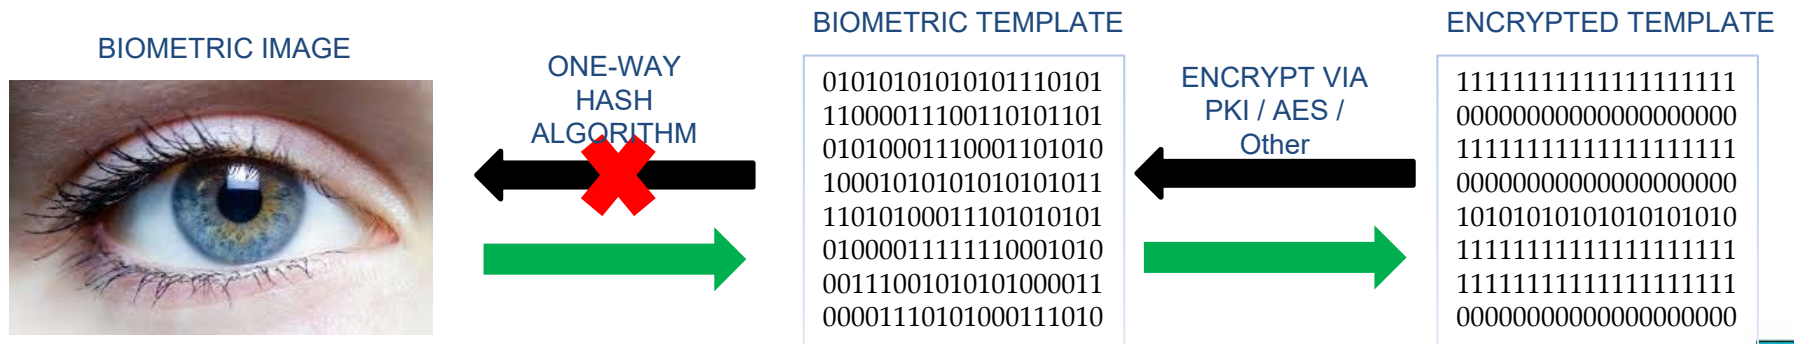 BIOMETRIC IMAGE
ONE-WAY
HASH
ALGORITHM
BIOMETRIC TEMPLATE
01010101010101110101
11000011100110101101
01010001110001101010
10001010101010101011
11010100011101010101
01000011111110001010
00111001010101000011
00001110101000111010
ENCRYPT VIA
PKI / AES /
Other
ENCRYPTED TEMPLATE
11111111111111111111
00000000000000000000
11111111111111111111
00000000000000000000
10101010101010101010
11111111111111111111
11111111111111111111
00000000000000000000